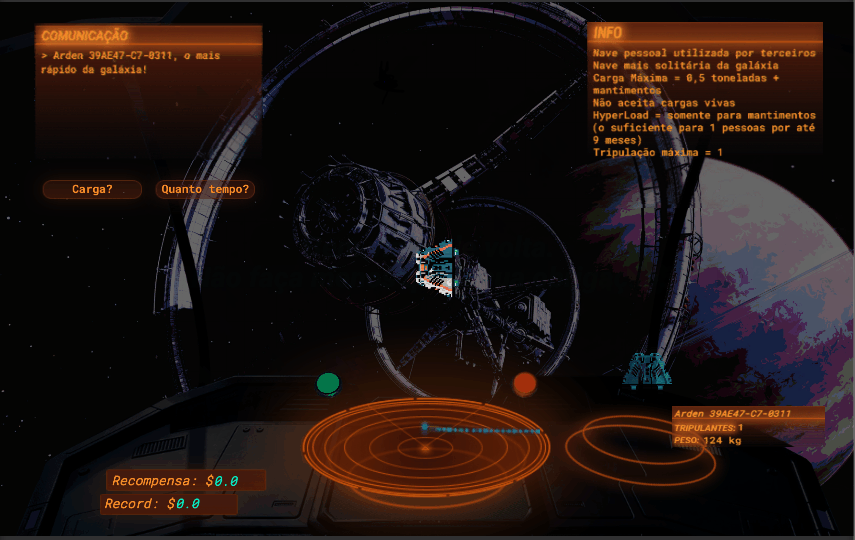 COMUNICAÇÃO
> Arden 39AE47-C7-0311, o mais
rápido da galáxia!
Carga?
Quanto tempo?
INFO
Nave pessoal utilizada por terceiros
Nave mais solitária da galáxia
Carga Máxima = 0,5 toneladas +
mantimentos
Não aceita cargas vivas
HyperLoad = somente para mantimentos
(o suficiente para 1 pessoas por até
9 meses)
Tripulação máxima = 1
Arden 39AE47-C7-0311
TRIPULANTES: 1
PESO: 124 kg
Recompensa: $0.0
Record: $0.0